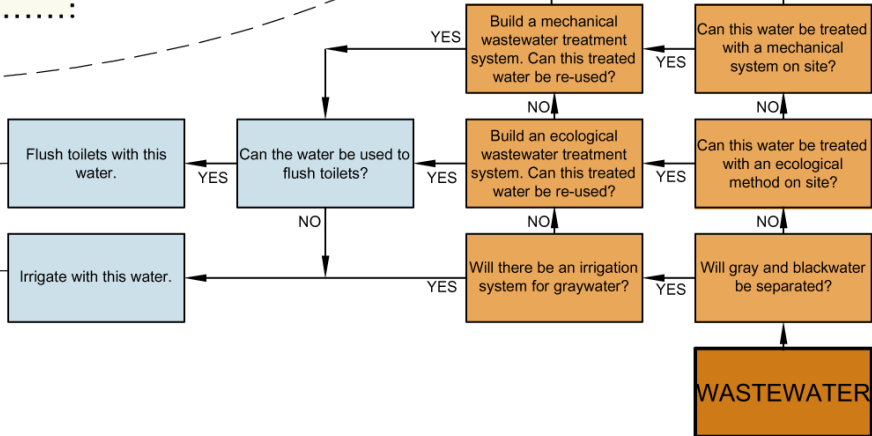 Build a mechanical
wastewater treatment
system. Can this treated
water be re-used?
Can this water be treated
with a mechanical
system on site?
YES
YES
NO
NO
Flush toilets with this
water.
Can the water be used to
flush toilets?
Build an ecological
wastewater treatment
system. Can this treated
water be re-used?
Can this water be treated
with an ecological
method on site?
YES
YES
YES
NO
NO
NO
Irrigate with this water.
Will there be an irrigation
system for graywater?
Will gray and blackwater
be separated?
YES
YES
WASTEWATER